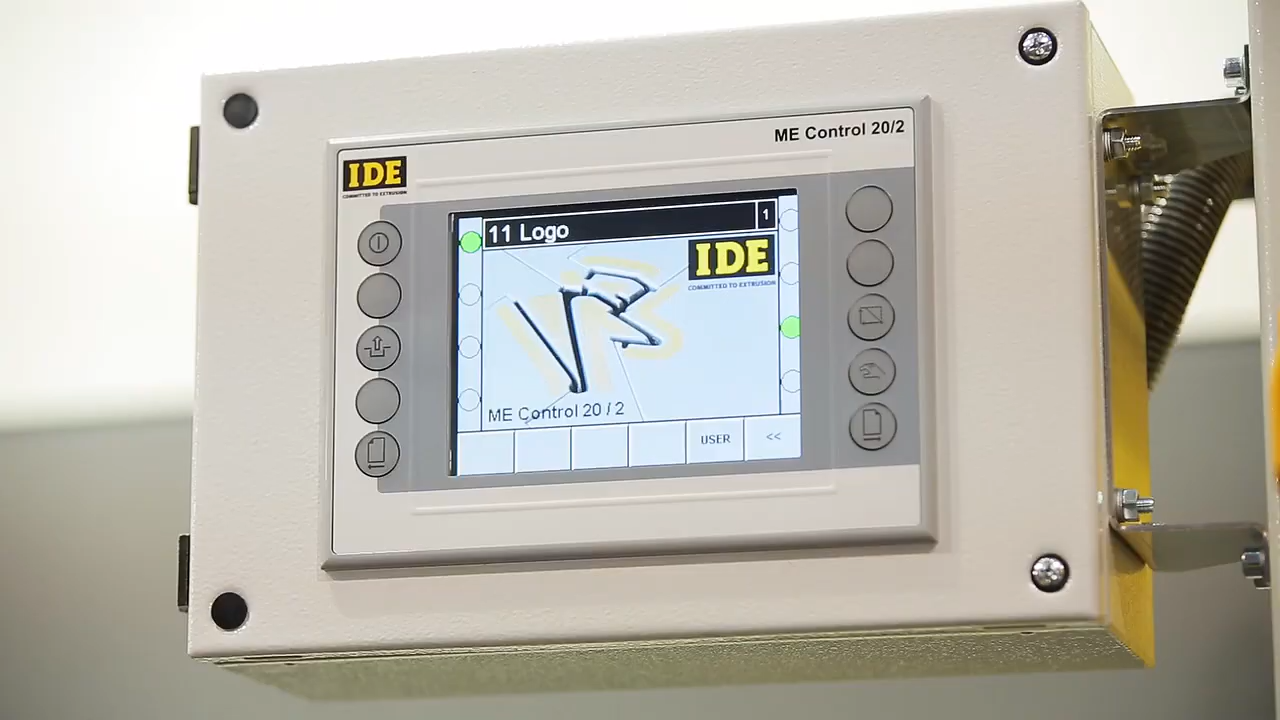 ME Control 20/2
IDE
COMMITTED TO EXTRUSION
11 Logo
1
IDE
COMMITTED TO EXTRUSION
ME Control 20 / 2
USER
<<